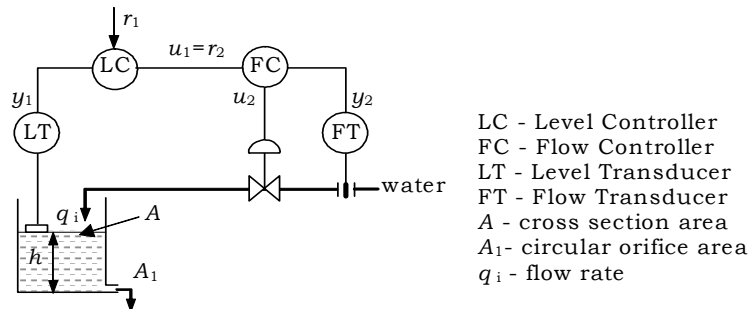 r1
LC
u1=r2
FC
y1
u2
y2
LT
FT
water
qi
A
h
A1
LC - Level Controller
FC - Flow Controller
LT - Level Transducer
FT - Flow Transducer
A - cross section area
A1- circular orifice area
qi - flow rate